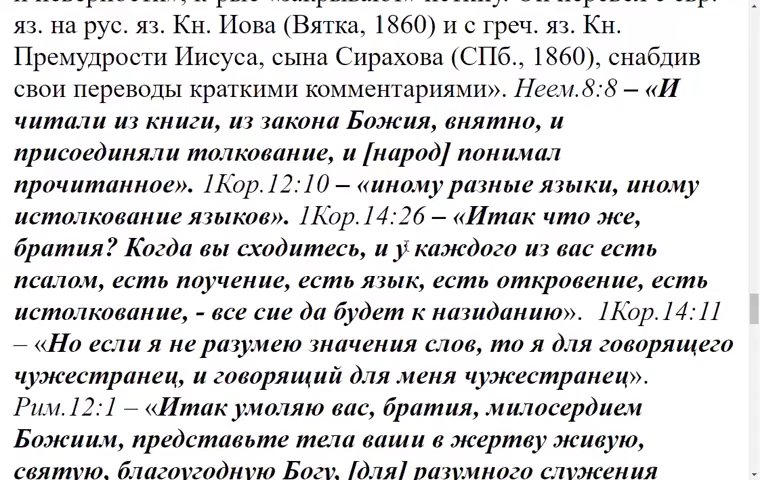 яз. на рус. яз. Кн. Иова (Вятка, 1860) и с греч. яз. Кн.
Премудрости Иисуса, сына Сирахова (СПб., 1860), снабдив
свои переводы краткими комментариями». Неем.8:8 – «И
читали из книги, из закона Божия, внятно, и
присоединяли толкование, и [народ] понимал
прочитанное». 1Кор.12:10 – «иному разные языки, иному
истолкование языков». 1Кор.14:26 – «Итак что же,
братия? Когда вы сходитесь, и у каждого из вас есть
псалом, есть поучение, есть язык, есть откровение, есть
истолкование, - все сие да будет к назиданию».  1Кор.14:11
– «Но если я не разумею значения слов, то я для говорящего
чужестранец, и говорящий для меня чужестранец».
Рим.12:1 – «Итак умоляю вас, братия, милосердием
Божиим, представьте тела ваши в жертву живую,
святую, благоугодную Богу, [для] разумного служения